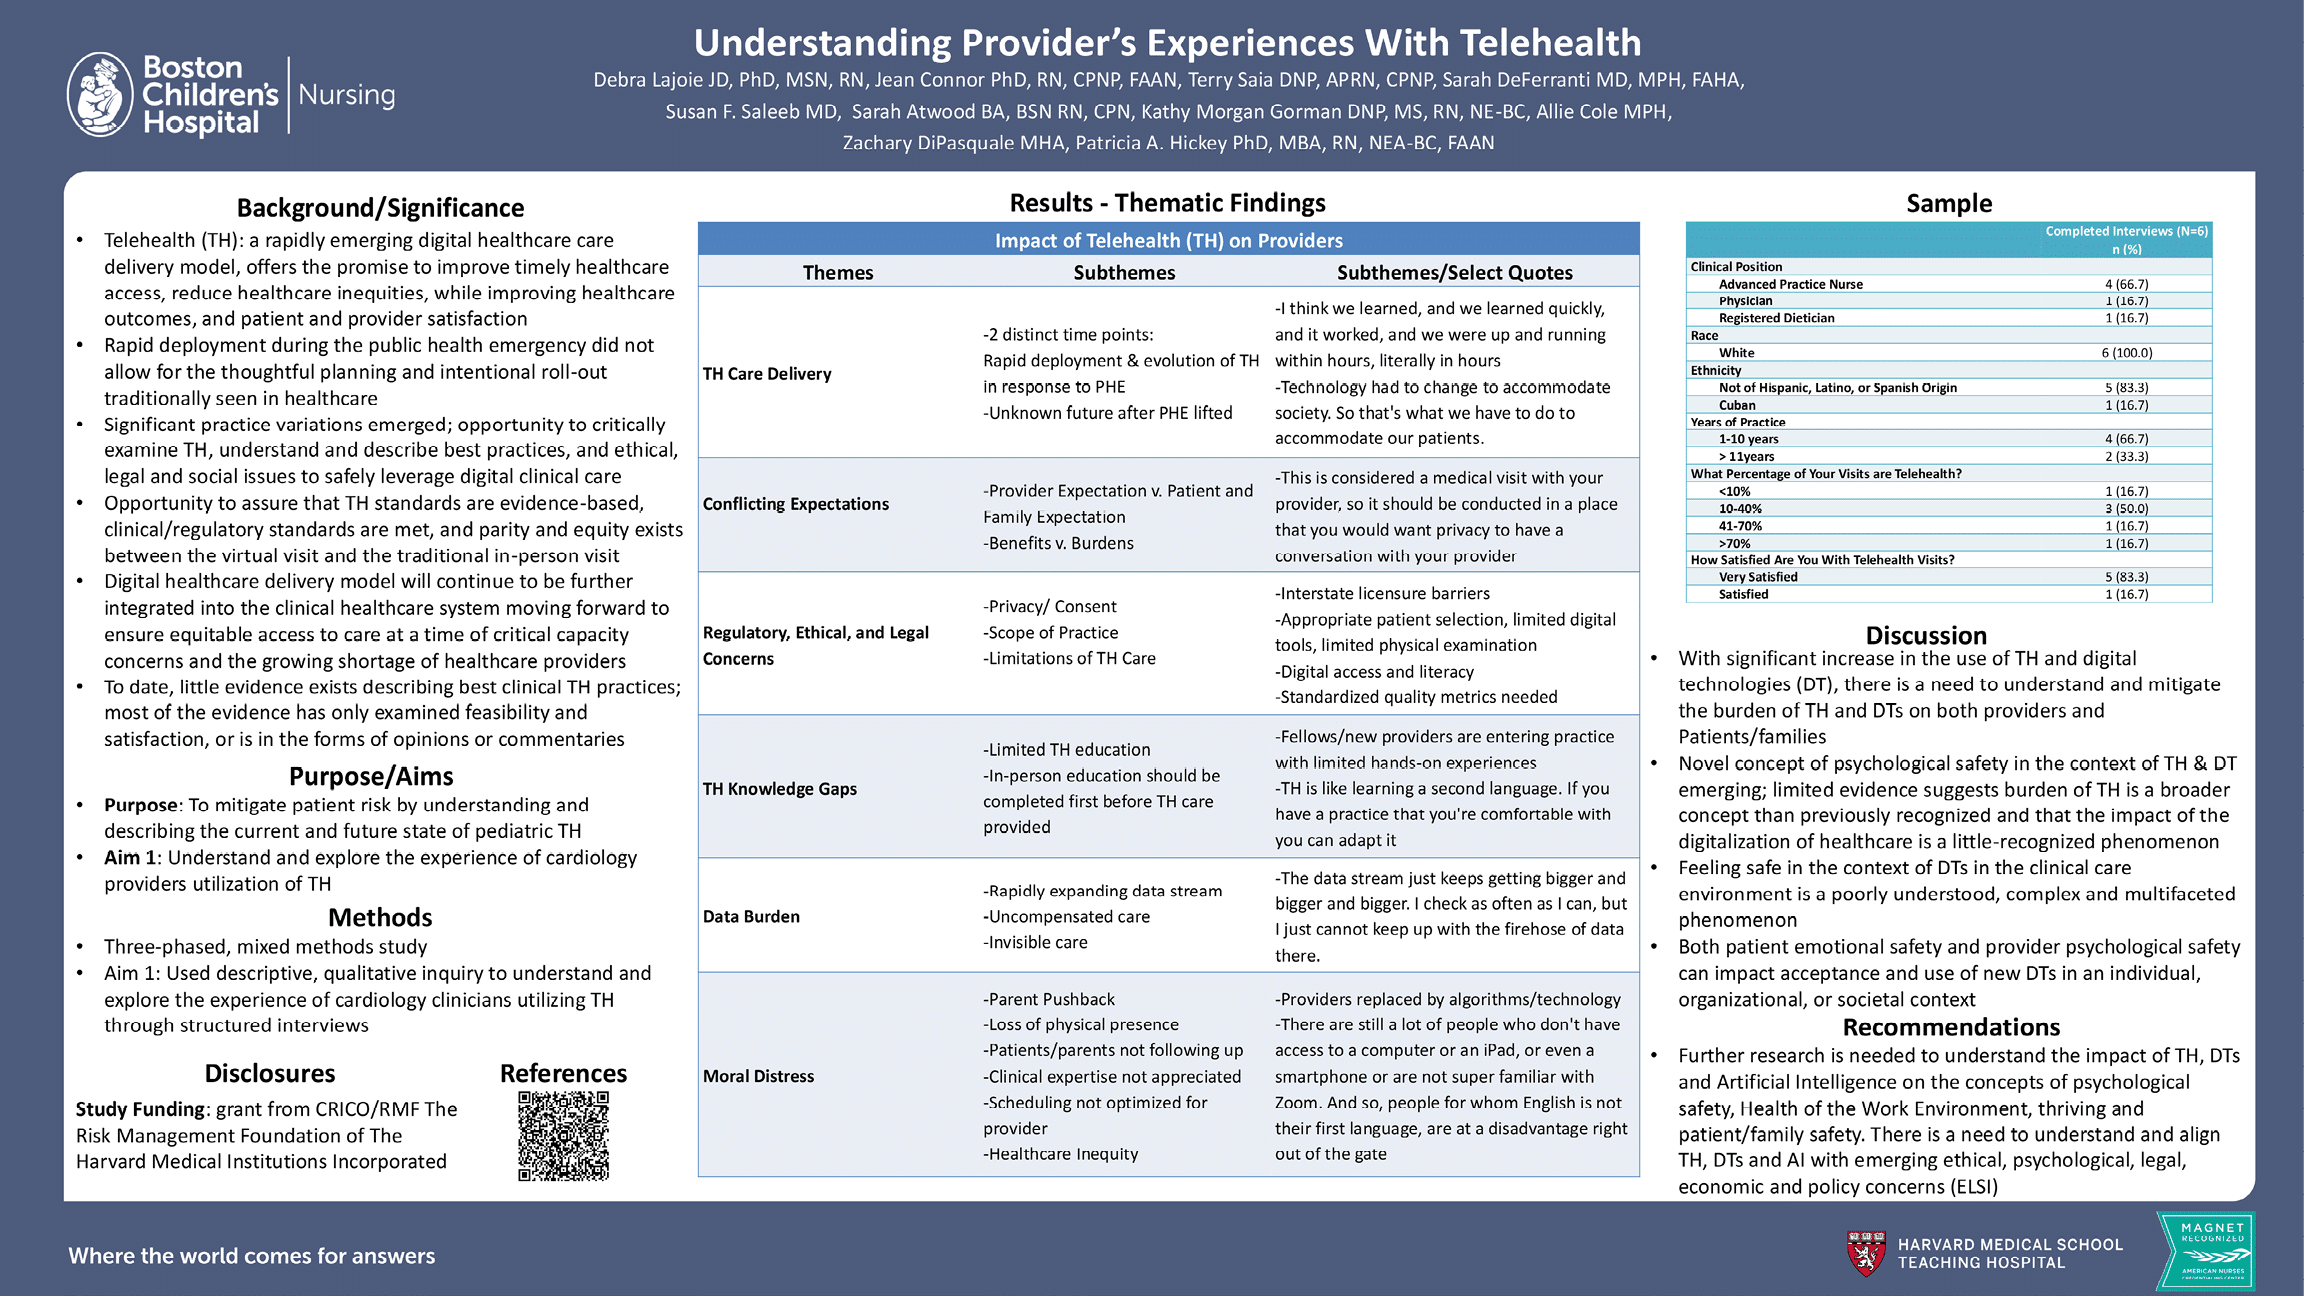 Boston
Children's
Hospital
Nursing
Understanding Provider's Experiences With Telehealth
Debra Lajoie JD, PhD, MSN, RN, Jean Connor PhD, RN, CPNP, FAAN, Terry Saia DNP, APRN, CPNP, Sarah DeFerranti MD, MPH, FAHA,
Susan F. Saleeb MD,  Sarah Atwood BA, BSN RN, CPN, Kathy Morgan Gorman DNP, MS, RN, NE-BC, Allie Cole MPH,
Zachary DiPasquale MHA, Patricia A. Hickey PhD, MBA, RN, NEA-BC, FAAN
Background/Significance
• Telehealth (TH): a rapidly emerging digital healthcare care
delivery model, offers the promise to improve timely healthcare
access, reduce healthcare inequities, while improving healthcare
outcomes, and patient and provider satisfaction
• Rapid deployment during the public health emergency did not
allow for the thoughtful planning and intentional roll-out
traditionally seen in healthcare
• Significant practice variations emerged; opportunity to critically
examine TH, understand and describe best practices, and ethical,
legal and social issues to safely leverage digital clinical care
• Opportunity to assure that TH standards are evidence-based,
clinical/regulatory standards are met, and parity and equity exists
between the virtual visit and the traditional in-person visit
• Digital healthcare delivery model will continue to be further
integrated into the clinical healthcare system moving forward to
ensure equitable access to care at a time of critical capacity
concerns and the growing shortage of healthcare providers
• To date, little evidence exists describing best clinical TH practices;
most of the evidence has only examined feasibility and
satisfaction, or is in the forms of opinions or commentaries
Purpose/Aims
• Purpose: To mitigate patient risk by understanding and
describing the current and future state of pediatric TH
• Aim 1: Understand and explore the experience of cardiology
providers utilization of TH
Methods
• Three-phased, mixed methods study
• Aim 1: Used descriptive, qualitative inquiry to understand and
explore the experience of cardiology clinicians utilizing TH
through structured interviews
Disclosures
Study Funding: grant from CRICO/RMF The
Risk Management Foundation of The
Harvard Medical Institutions Incorporated
References
Results - Thematic Findings
Impact of Telehealth (TH) on Providers
Themes Subthemes Subthemes/Select Quotes
TH Care Delivery
-2 distinct time points:
Rapid deployment & evolution of TH
in response to PHE
-Unknown future after PHE lifted
-I think we learned, and we learned quickly,
and it worked, and we were up and running
within hours, literally in hours
-Technology had to change to accommodate
society. So that's what we have to do to
accommodate our patients.
Conflicting Expectations
-Provider Expectation v. Patient and
Family Expectation
-Benefits v. Burdens
-This is considered a medical visit with your
provider, so it should be conducted in a place
that you would want privacy to have a
conversation with your provider
Regulatory, Ethical, and Legal
Concerns
-Privacy/ Consent
-Scope of Practice
-Limitations of TH Care
-Interstate licensure barriers
-Appropriate patient selection, limited digital
tools, limited physical examination
-Digital access and literacy
-Standardized quality metrics needed
TH Knowledge Gaps
-Limited TH education
-In-person education should be
completed first before TH care
provided
-Fellows/new providers are entering practice
with limited hands-on experiences
-TH is like learning a second language. If you
have a practice that you're comfortable with
you can adapt it
Data Burden
-Rapidly expanding data stream
-Uncompensated care
-Invisible care
-The data stream just keeps getting bigger and
bigger and bigger. I check as often as I can, but
I just cannot keep up with the firehose of data
there.
Moral Distress
-Parent Pushback
-Loss of physical presence
-Patients/parents not following up
-Clinical expertise not appreciated
-Scheduling not optimized for
provider
-Healthcare Inequity
-Providers replaced by algorithms/technology
-There are still a lot of people who don't have
access to a computer or an iPad, or even a
smartphone or are not super familiar with
Zoom. And so, people for whom English is not
their first language, are at a disadvantage right
out of the gate
Sample
Completed Interviews (N=6)
n (%)
Clinical Position
Advanced Practice Nurse 4 (66.7)
Physician 1 (16.7)
Registered Dietician 1 (16.7)
Race
White 6 (100.0)
Ethnicity
Not of Hispanic, Latino, or Spanish Origin 5 (83.3)
Cuban 1 (16.7)
Years of Practice
1-10 years 4 (66.7)
> 11years 2 (33.3)
What Percentage of Your Visits are Telehealth?
<10% 1 (16.7)
10-40% 3 (50.0)
41-70% 1 (16.7)
>70% 1 (16.7)
How Satisfied Are You With Telehealth Visits?
Very Satisfied 5 (83.3)
Satisfied 1 (16.7)
Discussion
• With significant increase in the use of TH and digital
technologies (DT), there is a need to understand and mitigate
the burden of TH and DTs on both providers and
Patients/families
• Novel concept of psychological safety in the context of TH & DT
emerging; limited evidence suggests burden of TH is a broader
concept than previously recognized and that the impact of the
digitalization of healthcare is a little-recognized phenomenon
• Feeling safe in the context of DTs in the clinical care
environment is a poorly understood, complex and multifaceted
phenomenon
• Both patient emotional safety and provider psychological safety
can impact acceptance and use of new DTs in an individual,
organizational, or societal context
Recommendations
• Further research is needed to understand the impact of TH, DTs
and Artificial Intelligence on the concepts of psychological
safety, Health of the Work Environment, thriving and
patient/family safety. There is a need to understand and align
TH, DTs and AI with emerging ethical, psychological, legal,
economic and policy concerns (ELSI)
Where the world comes for answers
HARVARD MEDICAL SCHOOL
TEACHING HOSPITAL
MAGNET
RECOGNIZED
AMERICAN NURSES
CREDENTIALING CENTER